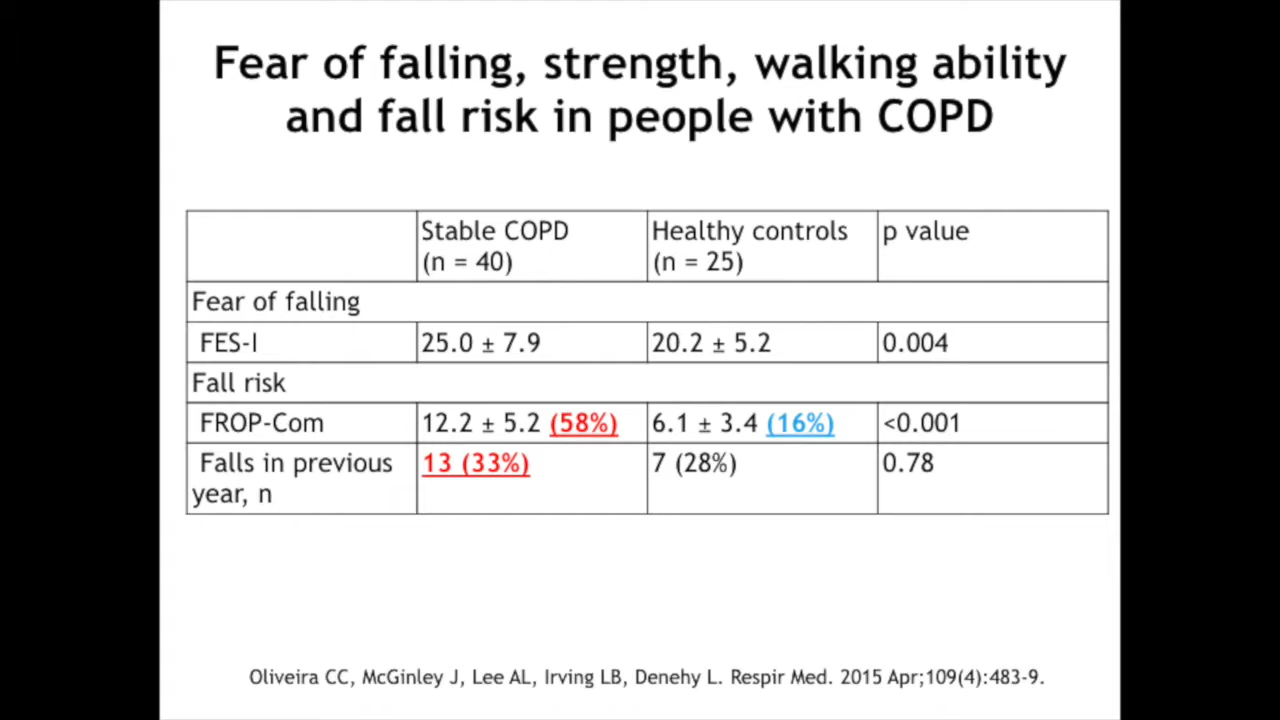 Fear of falling, strength, walking ability
and fall risk in people with COPD
Stable COPD Healthy controls p value
(n = 40) (n = 25)
Fear of falling
FES-I 25.0 ± 7.9 20.2 ± 5.2 0.004
Fall risk
FROP-Com 12.2 ± 5.2 (58%) 6.1 ± 3.4 (16%) <0.001
Falls in previous 13 (33%) 7 (28%) 0.78
year, n
Oliveira CC, McGinley J, Lee AL, Irving LB, Denehy L. Respir Med. 2015 Apr;109(4):483-9.